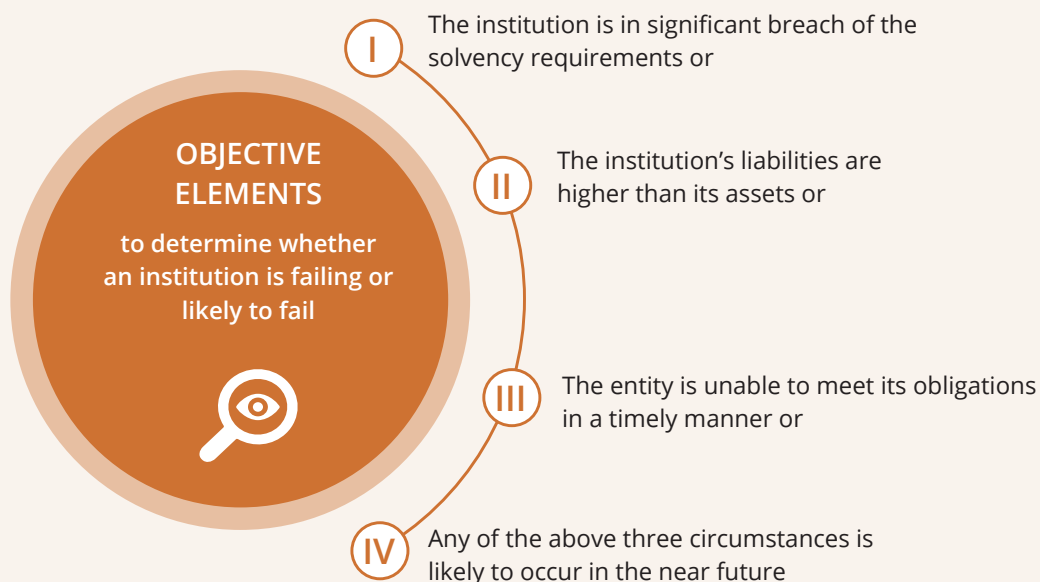 OBJECTIVE
ELEMENTS
to determine whether
an institution is failing or
likely to fail
I
The institution is in significant breach of the
solvency requirements or
II
The institution’s liabilities are
higher than its assets or
III
The entity is unable to meet its obligations
in a timely manner or
IV
Any of the above three circumstances is
likely to occur in the near future